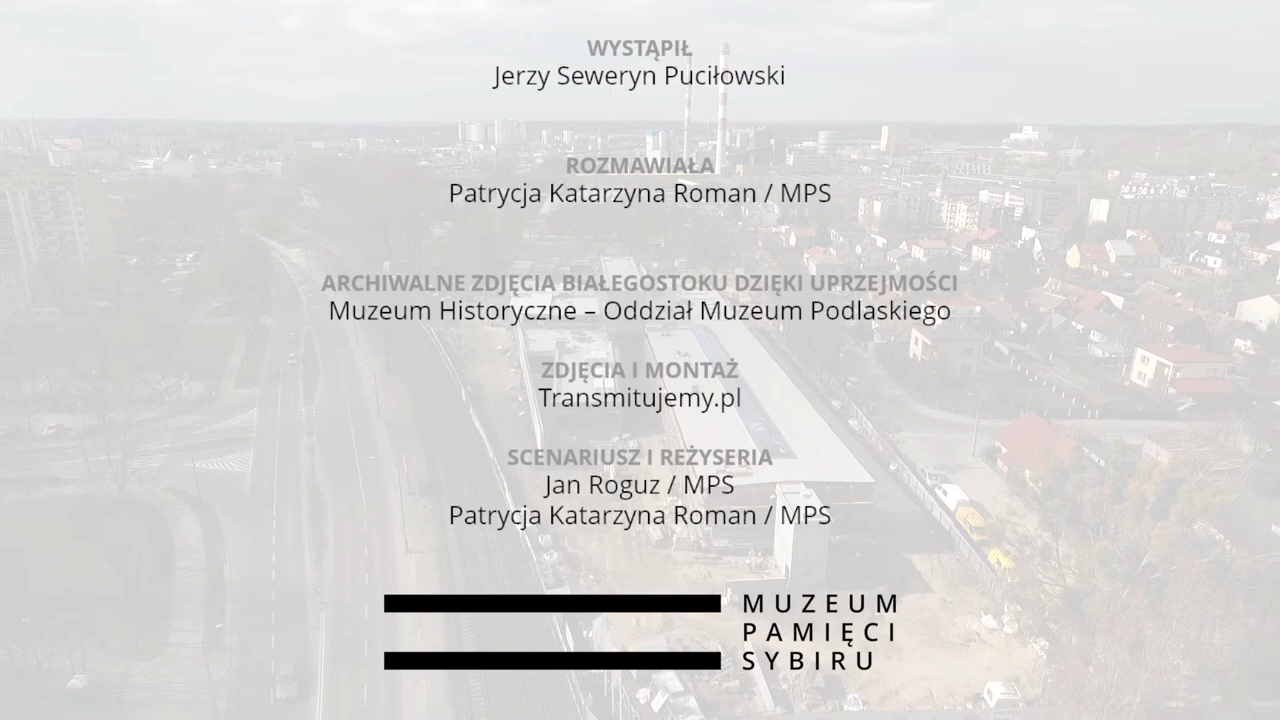 WYSTĄPIŁ
Jerzy Seweryn Puciłowski
ROZMAWIAŁA
Patrycja Katarzyna Roman / MPS
ARCHIWALNE ZDJĘCIA BIAŁEGOSTOKU DZIĘKI UPRZEJMOŚCI
Muzeum Historyczne – Oddział Muzeum Podlaskiego
ZDJĘCIA I MONTAŻ
Transmitujemy.pl
SCENARIUSZ I REŻYSERIA
Jan Roguz / MPS
Patrycja Katarzyna Roman / MPS
MUZEUM
PAMIĘCI
SYBIRU